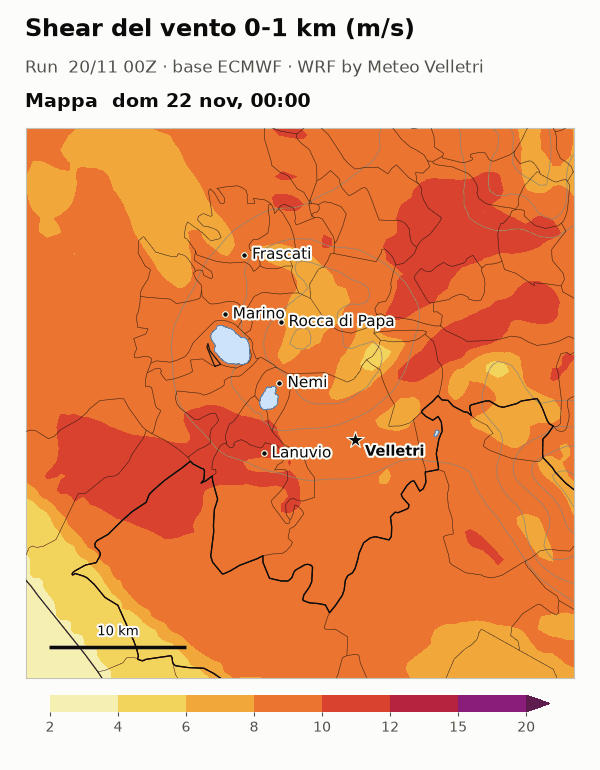 Shear del vento 0-1 km (m/s)
Run  20/11 00Z · base ECMWF · WRF by Meteo Velletri
Mappa  dom 22 nov, 00:00
Frascati
Marino
Rocca di Papa
Nemi
Velletri
Lanuvio
10 km
2 4 6 8 10 12 15 20